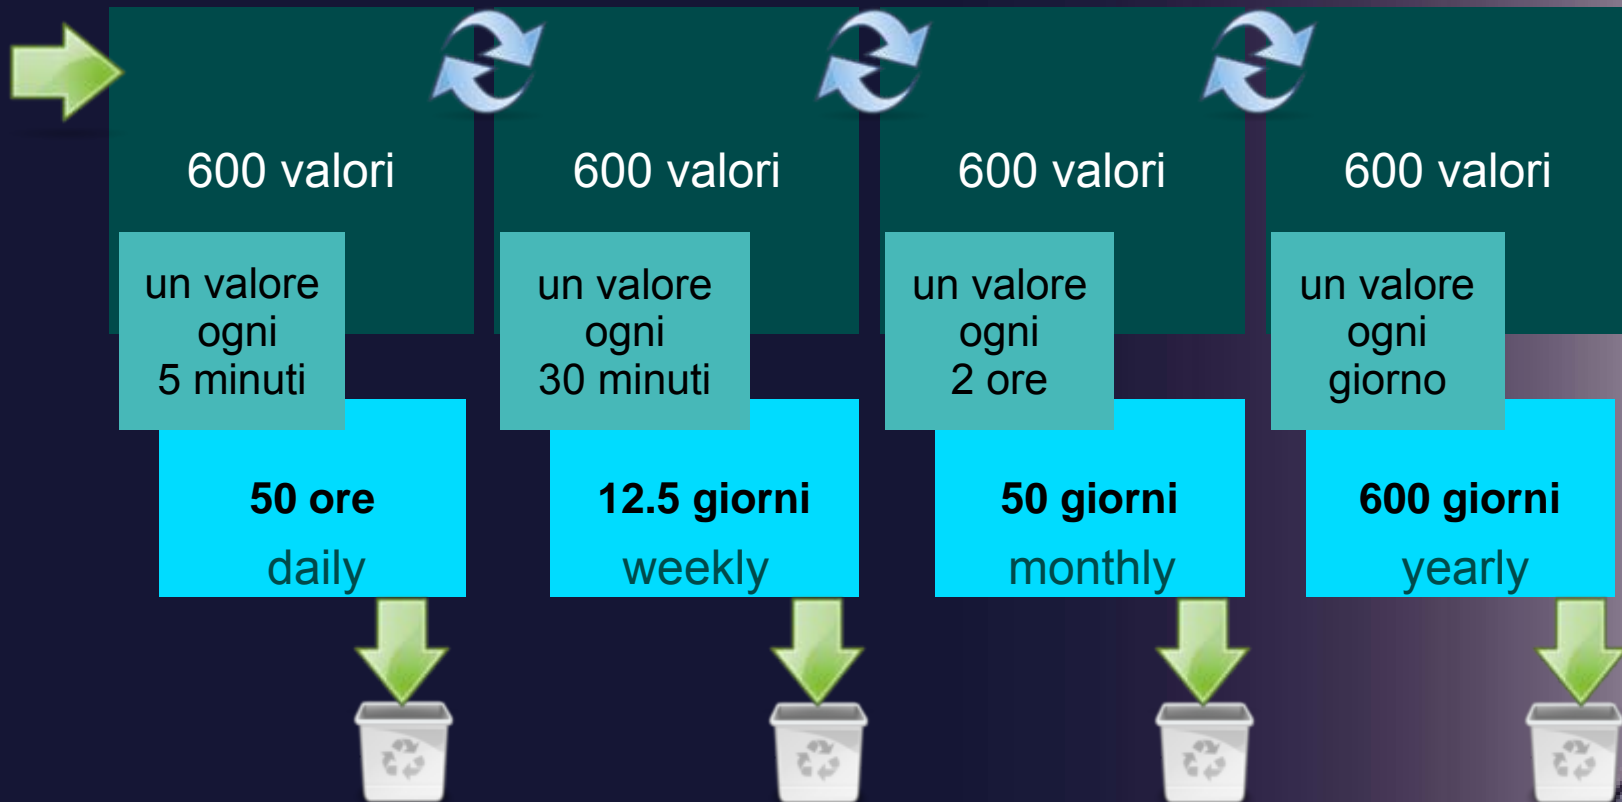 600 valori
un valore
ogni
5 minuti
50 ore
daily
600 valori
un valore
ogni
30 minuti
12.5 giorni
weekly
600 valori
un valore
ogni
2 ore
50 giorni
monthly
600 valori
un valore
ogni
giorno
600 giorni
yearly